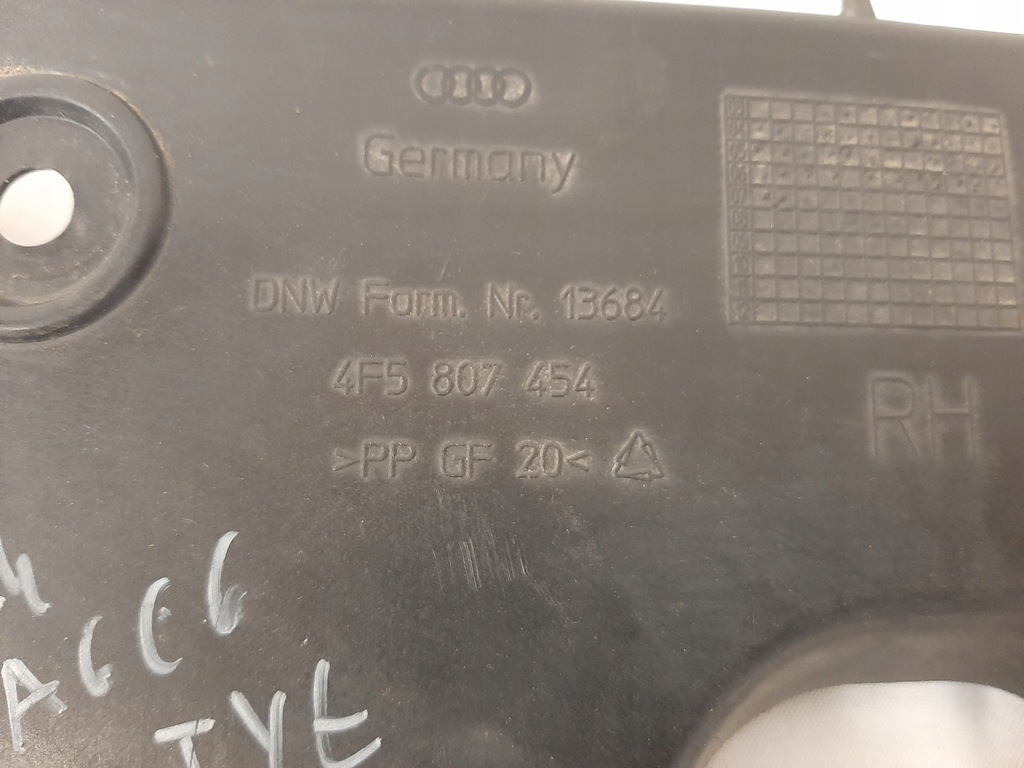 Germany
DNW Form. Nr. 13684
4F5 807 454
RH
>PP GF 20<
A6C6
TYŁ